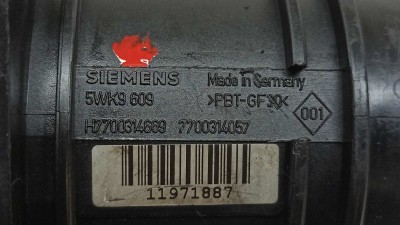 SIEMENS Made in Germany
5WK9 609 >PBT-GF30<
H7700314669 7700314057 001
11971887